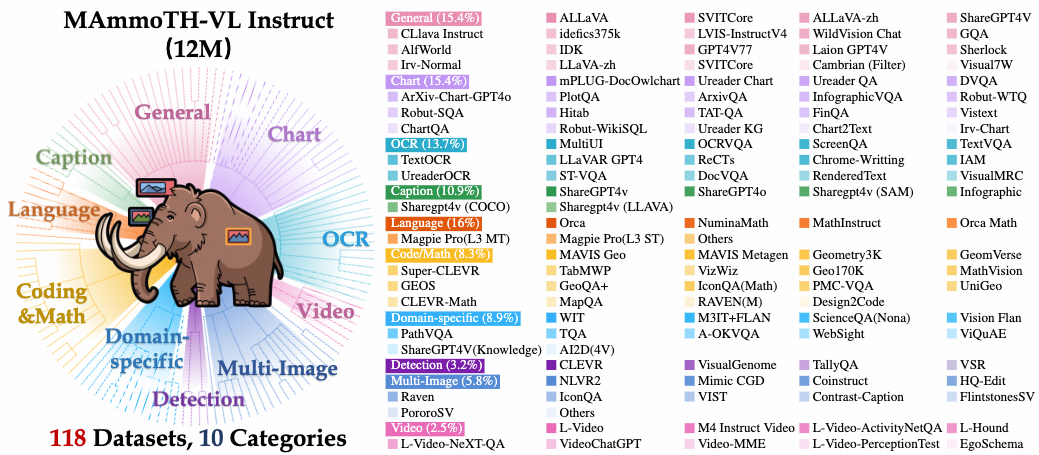 MAmmoTH-VL Instruct
(12M)
General
Chart
Caption
Language
OCR
Coding
&Math
Video
Domain-
specific
Multi-Image
Detection
118 Datasets, 10 Categories
General (15.4%) ALLaVA SVITCore ALLaVA-zh ShareGPT4V
CLlava Instruct idefics375k LVIS-InstructV4 WildVision Chat GQA
AlfWorld IDK GPT4V77 Laion GPT4V Sherlock
Irv-Normal LLaVA-zh SVITCore Cambrian (Filter) Visual7W
Chart (15.4%) mPLUG-DocOwlchart Ureader Chart Ureader QA DVQA
ArXiv-Chart-GPT4o PlotQA ArxivQA InfographicVQA Robut-WTQ
Robut-SQA Hitab TAT-QA FinQA Vistext
ChartQA Robut-WikiSQL Ureader KG Chart2Text Irv-Chart
OCR (13.7%) MultiUI OCRVQA ScreenQA TextVQA
TextOCR LLaVAR GPT4 ReCTs Chrome-Writting IAM
UreaderOCR ST-VQA DocVQA RenderedText VisualMRC
Caption (10.9%) ShareGPT4v ShareGPT4o Sharegpt4v (SAM) Infographic
Sharegpt4v (COCO) Sharegpt4v (LLAVA)
Language (16%) Orca NuminaMath MathInstruct Orca Math
Magpie Pro(L3 MT) Magpie Pro(L3 ST) Others
Code/Math (8.3%) MAVIS Geo MAVIS Metagen Geometry3K GeomVerse
Super-CLEVR TabMWP VizWiz Geo170K MathVision
GEOS GeoQA+ IconQA(Math) PMC-VQA UniGeo
CLEVR-Math MapQA RAVEN(M) Design2Code
Domain-specific (8.9%) WIT M3IT+FLAN ScienceQA(Nona) Vision Flan
PathVQA TQA A-OKVQA WebSight ViQuAE
ShareGPT4V(Knowledge) AI2D(4V)
Detection (3.2%) CLEVR VisualGenome TallyQA VSR
Multi-Image (5.8%) NLVR2 Mimic CGD Coinstruct HQ-Edit
Raven IconQA VIST Contrast-Caption FlintstonesSV
PororoSV Others
Video (2.5%) L-Video M4 Instruct Video L-Video-ActivityNetQA L-Hound
L-Video-NeXT-QA VideoChatGPT Video-MME L-Video-PerceptionTest EgoSchema